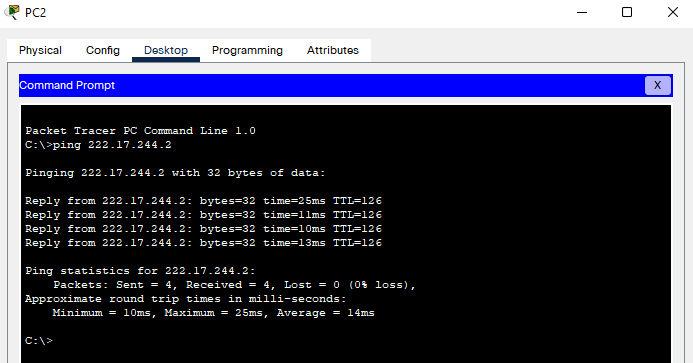 PC2
Physical Config Desktop Programming Attributes
Command Prompt X
Packet Tracer PC Command Line 1.0
C:\>ping 222.17.244.2
Pinging 222.17.244.2 with 32 bytes of data:
Reply from 222.17.244.2: bytes=32 time=25ms TTL=126
Reply from 222.17.244.2: bytes=32 time=11ms TTL=126
Reply from 222.17.244.2: bytes=32 time=10ms TTL=126
Reply from 222.17.244.2: bytes=32 time=13ms TTL=126
Ping statistics for 222.17.244.2:
    Packets: Sent = 4, Received = 4, Lost = 0 (0% loss),
Approximate round trip times in milli-seconds:
    Minimum = 10ms, Maximum = 25ms, Average = 14ms
C:\>